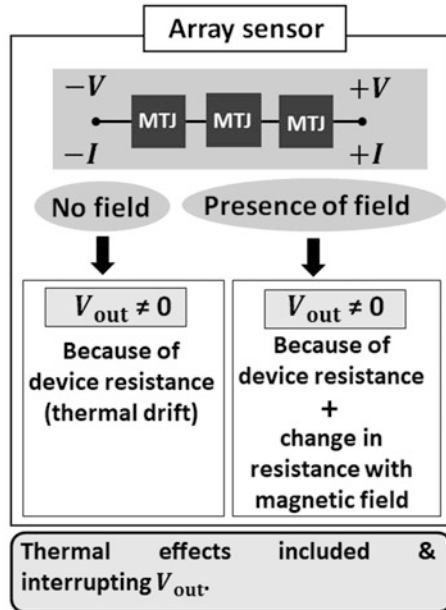 Array sensor
−V +V
MTJ MTJ MTJ
−I +I
No field
Presence of field
V_out ≠ 0
Because of
device resistance
(thermal drift)
V_out ≠ 0
Because of
device resistance
+
change in
resistance with
magnetic field
Thermal effects included &
interrupting V_out.